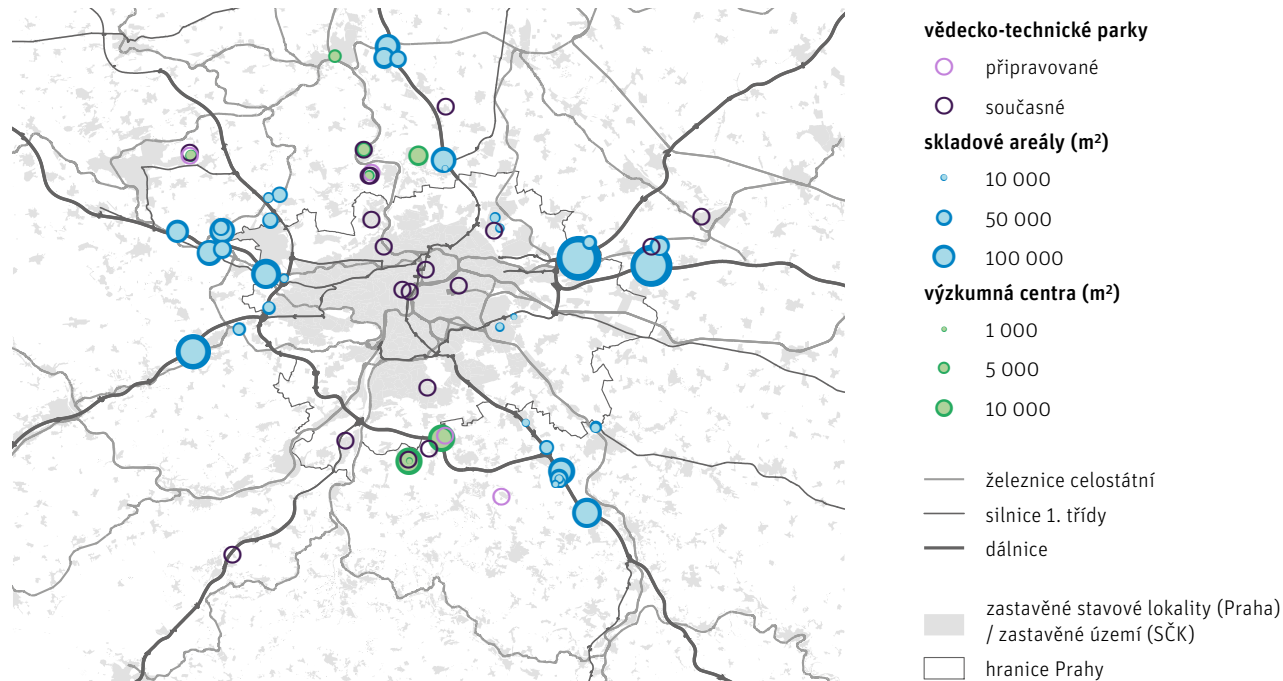 vědecko-technické parky
připravované
současné
skladové areály (m²)
10 000
50 000
100 000
výzkumná centra (m²)
1 000
5 000
10 000
železnice celostátní
silnice 1. třídy
dálnice
zastavěné stavové lokality (Praha)
/ zastavěné území (SČK)
hranice Prahy